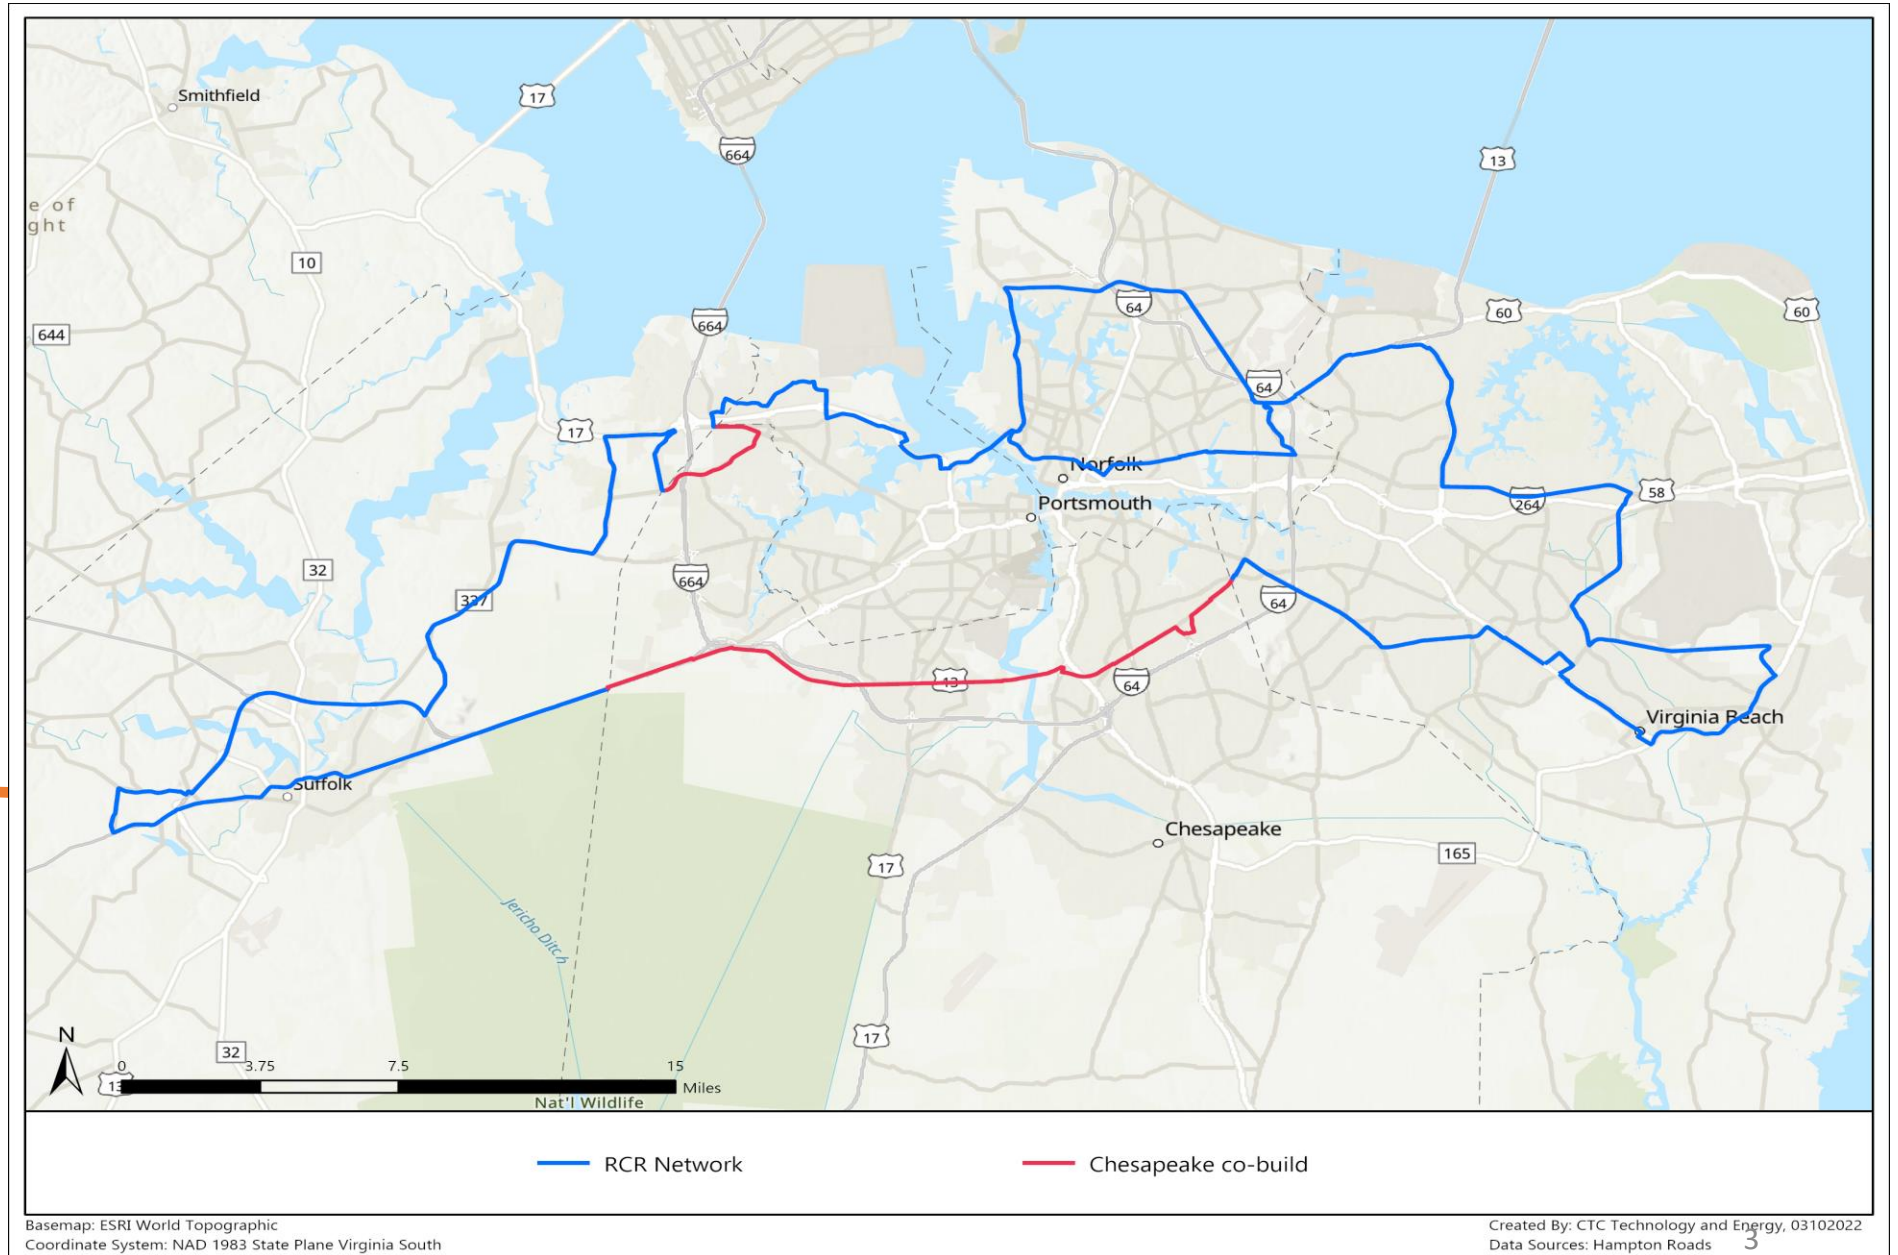 Smithfield
17
664
13
e of
ght
10
644
664
64
60
60
64
17
Norfolk
58
264
Portsmouth
32
664
337
64
13
64
Virginia Beach
Suffolk
Chesapeake
165
17
Jericho Ditch
17
N
32
0 3.75 7.5 15
13
Miles
Nat'l Wildlife
RCR Network
Chesapeake co-build
Basemap: ESRI World Topographic
Coordinate System: NAD 1983 State Plane Virginia South
Created By: CTC Technology and Energy, 03102022
Data Sources: Hampton Roads
3